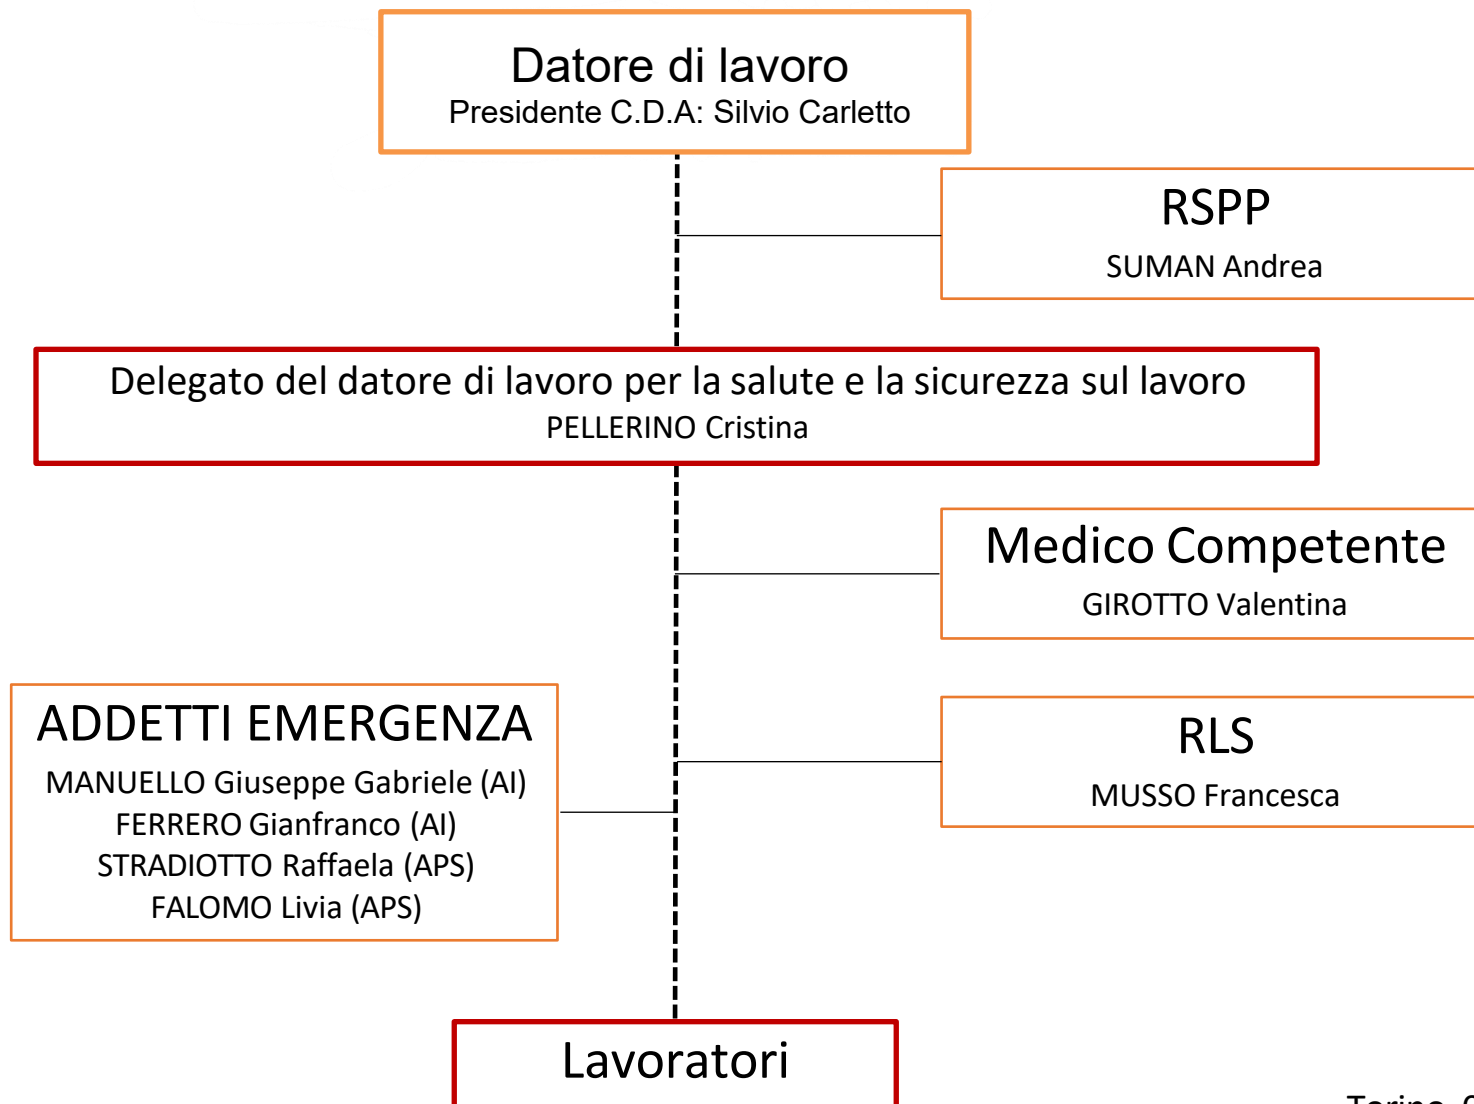 Datore di lavoro
Presidente C.D.A: Silvio Carletto
RSPP
SUMAN Andrea
Delegato del datore di lavoro per la salute e la sicurezza sul lavoro
PELLERINO Cristina
Medico Competente
GIROTTO Valentina
ADDETTI EMERGENZA
MANUELLO Giuseppe Gabriele (AI)
FERRERO Gianfranco (AI)
STRADIOTTO Raffaela (APS)
FALOMO Livia (APS)
RLS
MUSSO Francesca
Lavoratori